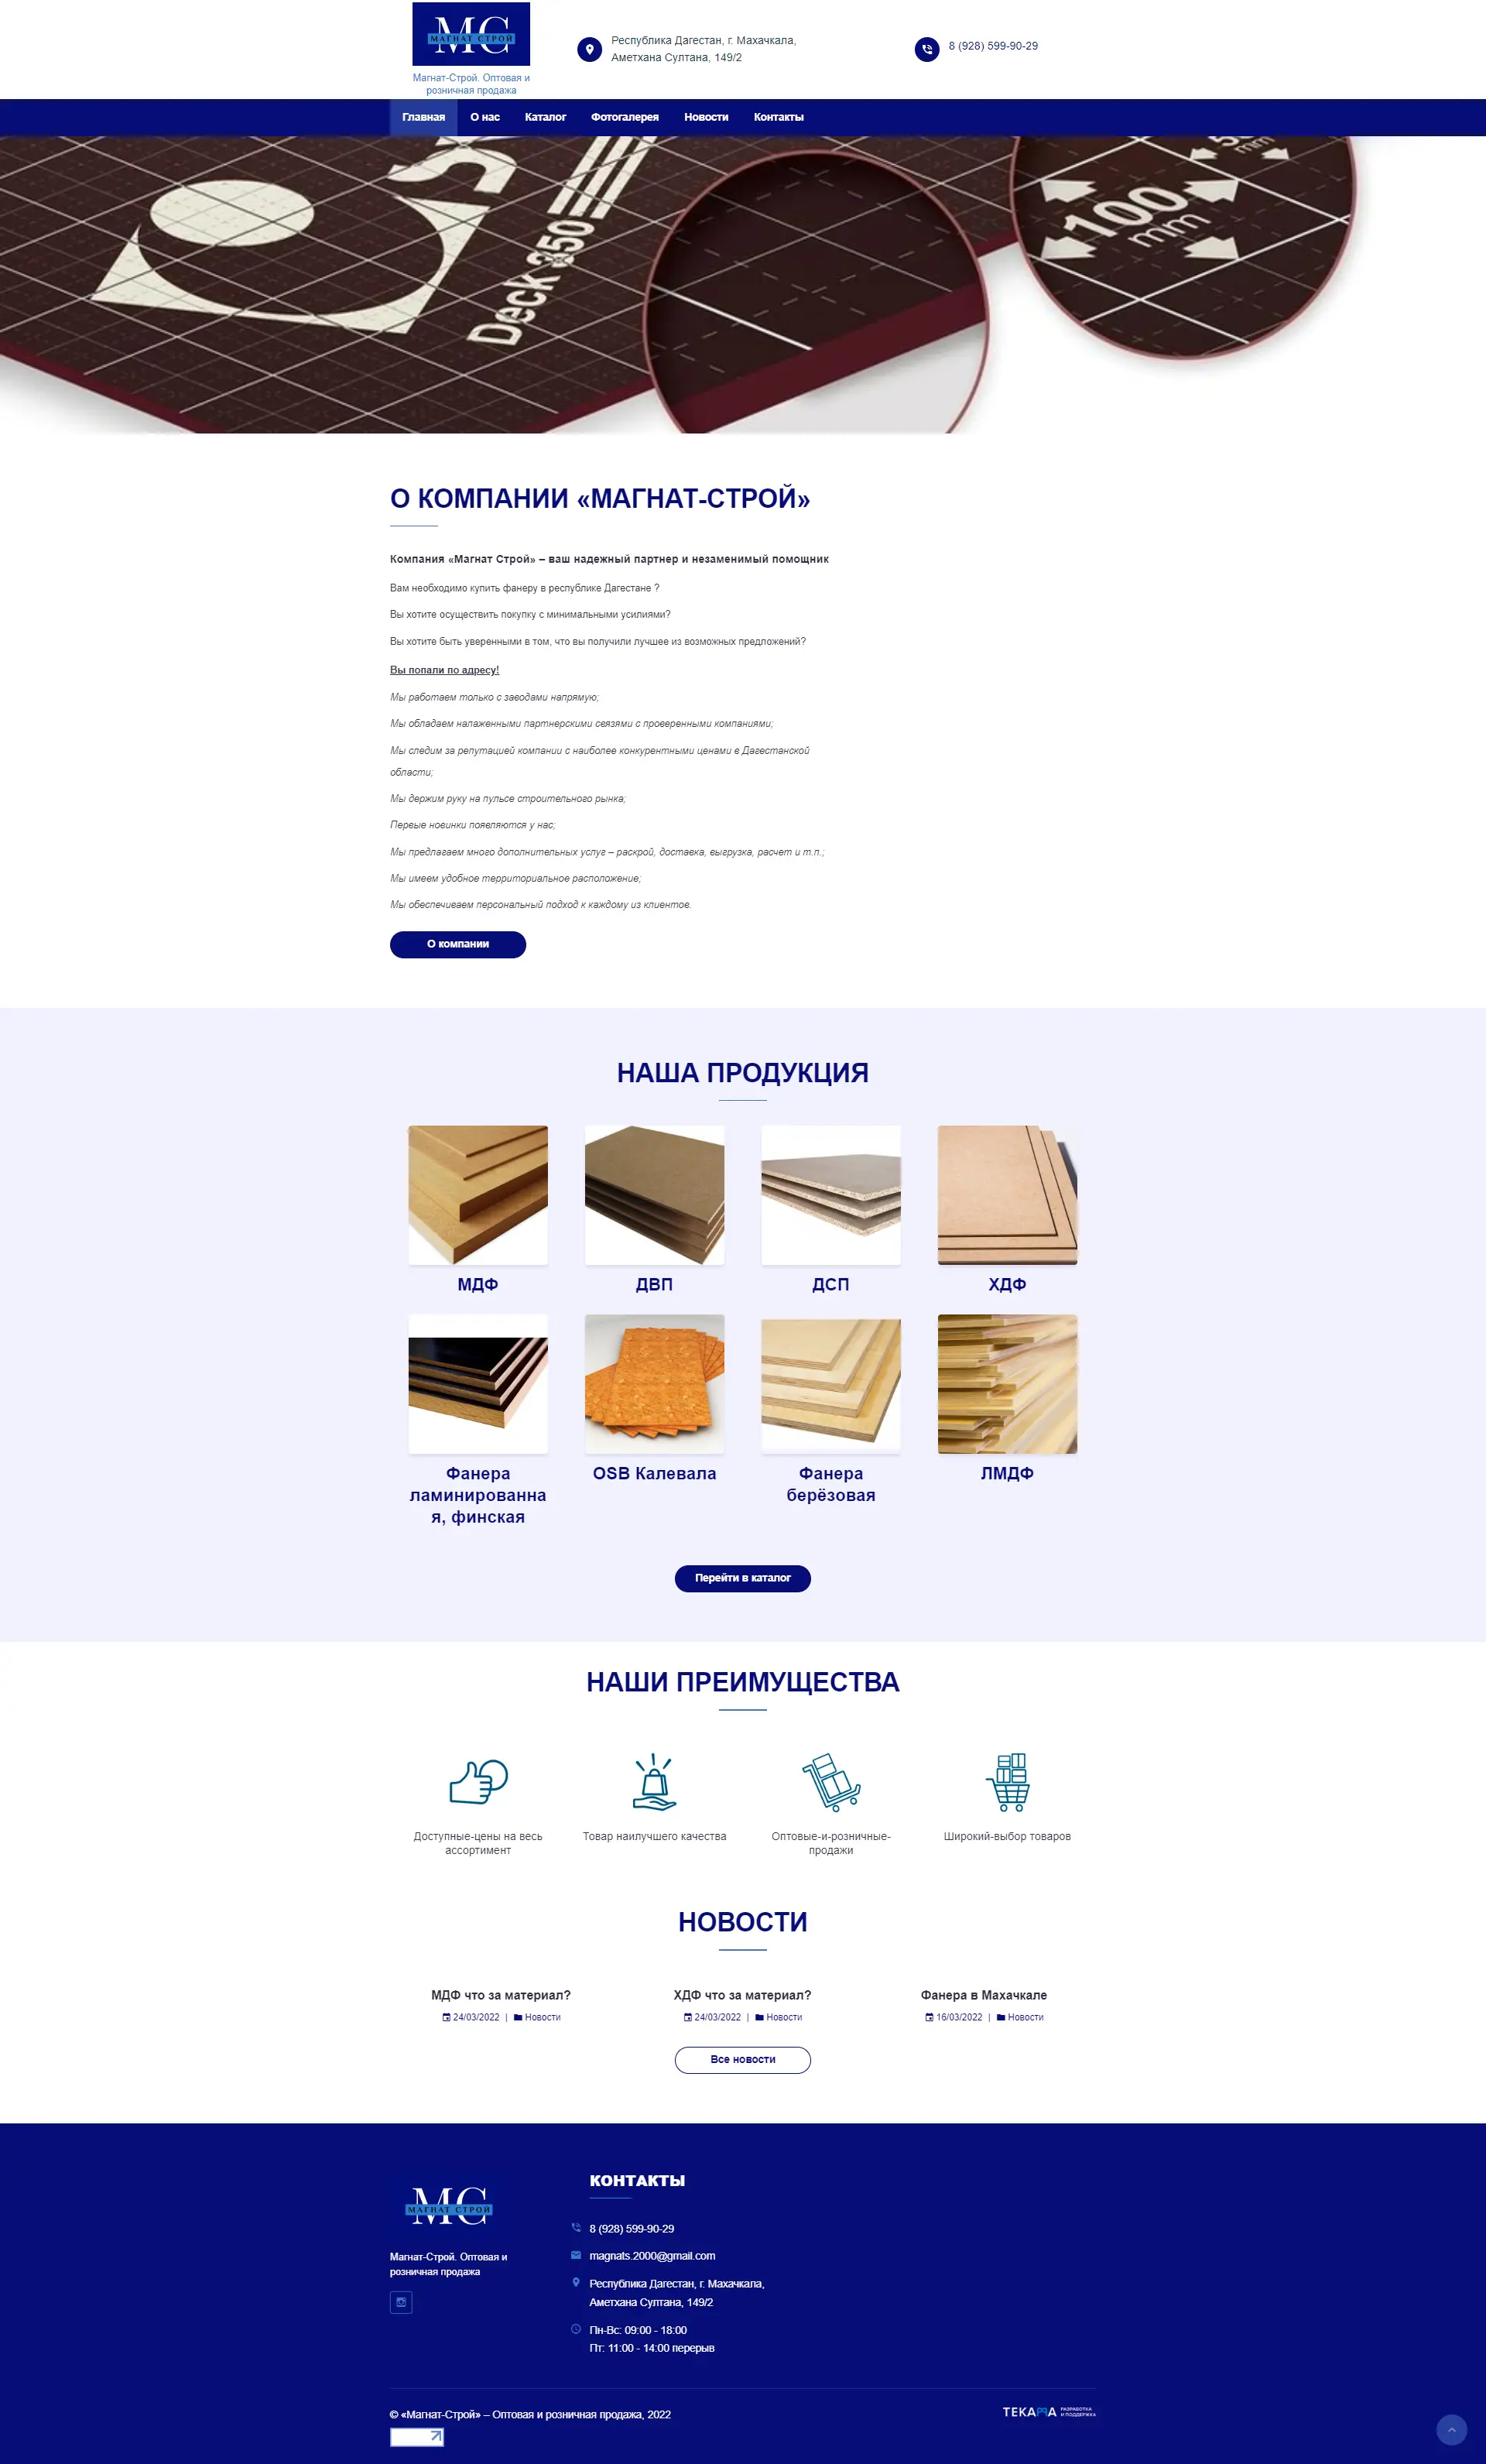 МС
МАГНАТ СТРОЙ
Магнат-Строй. Оптовая и
розничная продажа
Республика Дагестан, г. Махачкала,
Аметхана Султана, 149/2
8 (928) 599-90-29
Главная О нас Каталог Фотогалерея Новости Контакты
Deck 350
100
mm
mm
О КОМПАНИИ «МАГНАТ-СТРОЙ»
Компания «Магнат Строй» – ваш надежный партнер и незаменимый помощник
Вам необходимо купить фанеру в республике Дагестане ?
Вы хотите осуществить покупку с минимальными усилиями?
Вы хотите быть уверенными в том, что вы получили лучшее из возможных предложений?
Вы попали по адресу!
Мы работаем только с заводами напрямую;
Мы обладаем налаженными партнерскими связями с проверенными компаниями;
Мы следим за репутацией компании с наиболее конкурентными ценами в Дагестанской
области;
Мы держим руку на пульсе строительного рынка;
Первые новинки появляются у нас;
Мы предлагаем много дополнительных услуг – раскрой, доставка, выгрузка, расчет и т.п.;
Мы имеем удобное территориальное расположение;
Мы обеспечиваем персональный подход к каждому из клиентов.
О компании
НАША ПРОДУКЦИЯ
МДФ ДВП ДСП ХДФ
Фанера
ламинированна
я, финская
OSB Калевала
Фанера
берёзовая
ЛМДФ
Перейти в каталог
НАШИ ПРЕИМУЩЕСТВА
Доступные-цены на весь
ассортимент
Товар наилучшего качества
Оптовые-и-розничные-
продажи
Широкий-выбор товаров
НОВОСТИ
МДФ что за материал?
24/03/2022 | Новости
ХДФ что за материал?
24/03/2022 | Новости
Фанера в Махачкале
16/03/2022 | Новости
Все новости
МС
МАГНАТ СТРОЙ
Магнат-Строй. Оптовая и
розничная продажа
КОНТАКТЫ
8 (928) 599-90-29
magnats.2000@gmail.com
Республика Дагестан, г. Махачкала,
Аметхана Султана, 149/2
Пн-Вс: 09:00 - 18:00
Пт: 11:00 - 14:00 перерыв
© «Магнат-Строй» – Оптовая и розничная продажа, 2022
ТЕКАМА РАЗРАБОТКА
И ПОДДЕРЖКА